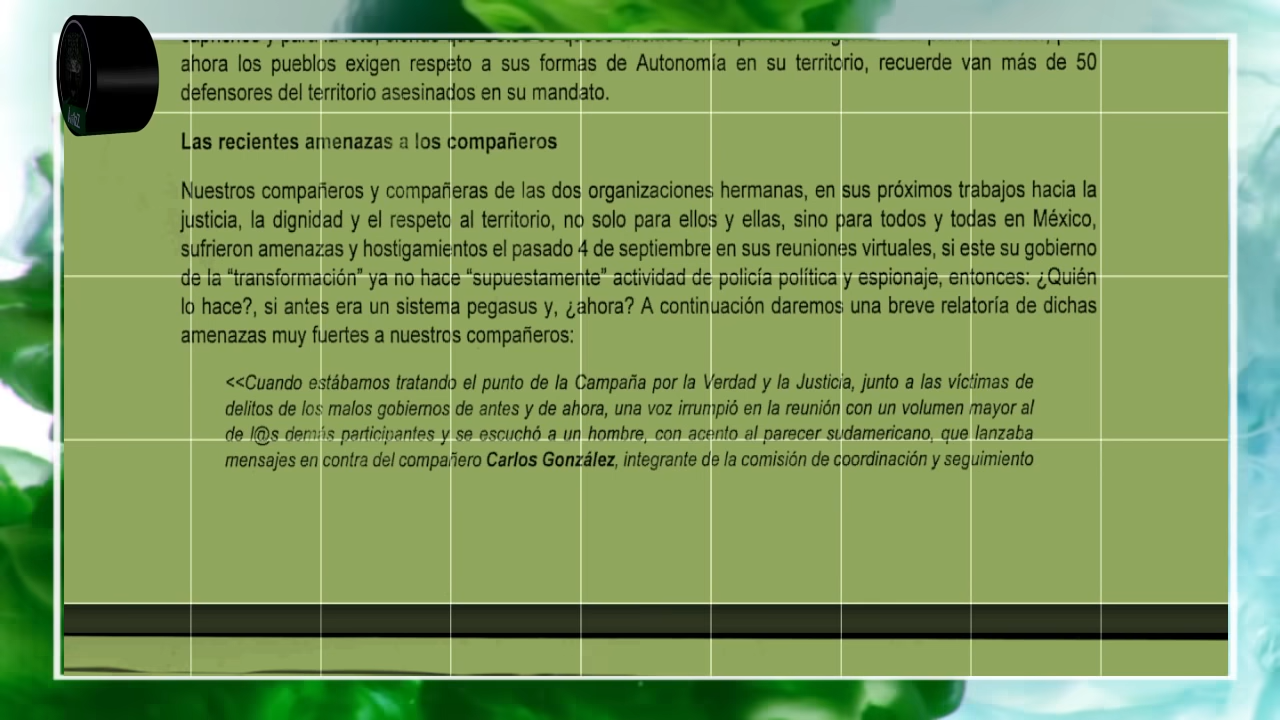 ahora los pueblos exigen respeto a sus formas de Autonomía en su territorio, recuerde van más de 50
defensores del territorio asesinados en su mandato.
Las recientes amenazas a los compañeros
Nuestros compañeros y compañeras de las dos organizaciones hermanas, en sus próximos trabajos hacia la
justicia, la dignidad y el respeto al territorio, no solo para ellos y ellas, sino para todos y todas en México,
sufrieron amenazas y hostigamientos el pasado 4 de septiembre en sus reuniones virtuales, si este su gobierno
de la “transformación” ya no hace “supuestamente” actividad de policía política y espionaje, entonces: ¿Quién
lo hace?, si antes era un sistema pegasus y, ¿ahora? A continuación daremos una breve relatoría de dichas
amenazas muy fuertes a nuestros compañeros:
<<Cuando estábamos tratando el punto de la Campaña por la Verdad y la Justicia, junto a las víctimas de
delitos de los malos gobiernos de antes y de ahora, una voz irrumpió en la reunión con un volumen mayor al
de l@s demás participantes y se escuchó a un hombre, con acento al parecer sudamericano, que lanzaba
mensajes en contra del compañero Carlos González, integrante de la comisión de coordinación y seguimiento